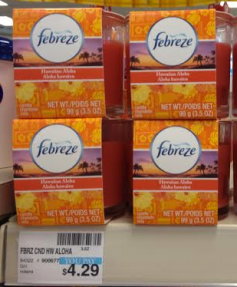 febreze
Hawaiian Aloha
Aloha hawaïen
NET WT./POIDS NET
99 g (3.5 OZ)
febreze
Hawaiian Aloha
Aloha hawaïen
NET WT./POIDS NET
99 g (3.5 OZ)
febreze
Hawaiian Aloha
Aloha hawaïen
NET WT./POIDS NET
99 g (3.5 OZ)
febreze
Hawaiian Aloha
Aloha hawaïen
NET WT./POIDS NET
99 g (3.5 OZ)
FBRZ CND HW ALOHA
YOU PAY
$4.29